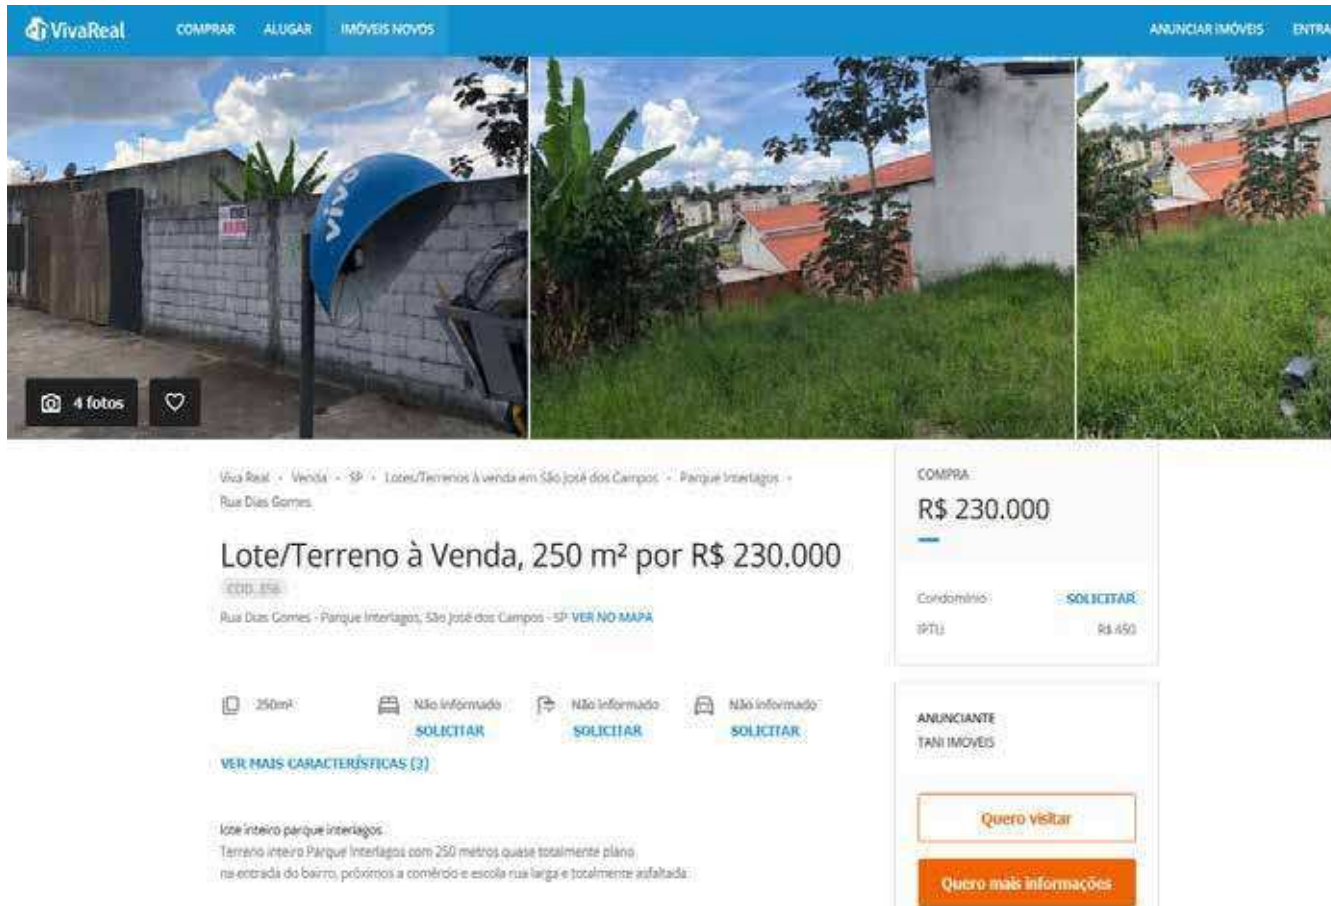 VivaReal COMPRAR ALUGAR IMÓVEIS NOVOS ANUNCIAR IMÓVEIS ENTRA
vivo
4 fotos
Viva Real • Venda • SP • Lotes/Terrenos à venda em São José dos Campos • Parque Interlagos •
Rua Dias Gomes
Lote/Terreno à Venda, 250 m² por R$ 230.000
COD. 356
Rua Dias Gomes - Parque Interlagos, São José dos Campos - SP VER NO MAPA
250m² Não informado Não informado Não informado
SOLICITAR SOLICITAR SOLICITAR
VER MAIS CARACTERÍSTICAS (3)
lote inteiro parque interlagos
Terreno inteiro Parque Interlagos com 250 metros quase totalmente plano
na entrada do bairro, próximos a comércio e escola rua larga e totalmente asfaltada.
COMPRA
R$ 230.000
Condomínio SOLICITAR
IPTU R$ 450
ANUNCIANTE
TANI IMOVEIS
Quero visitar
Quero mais informações